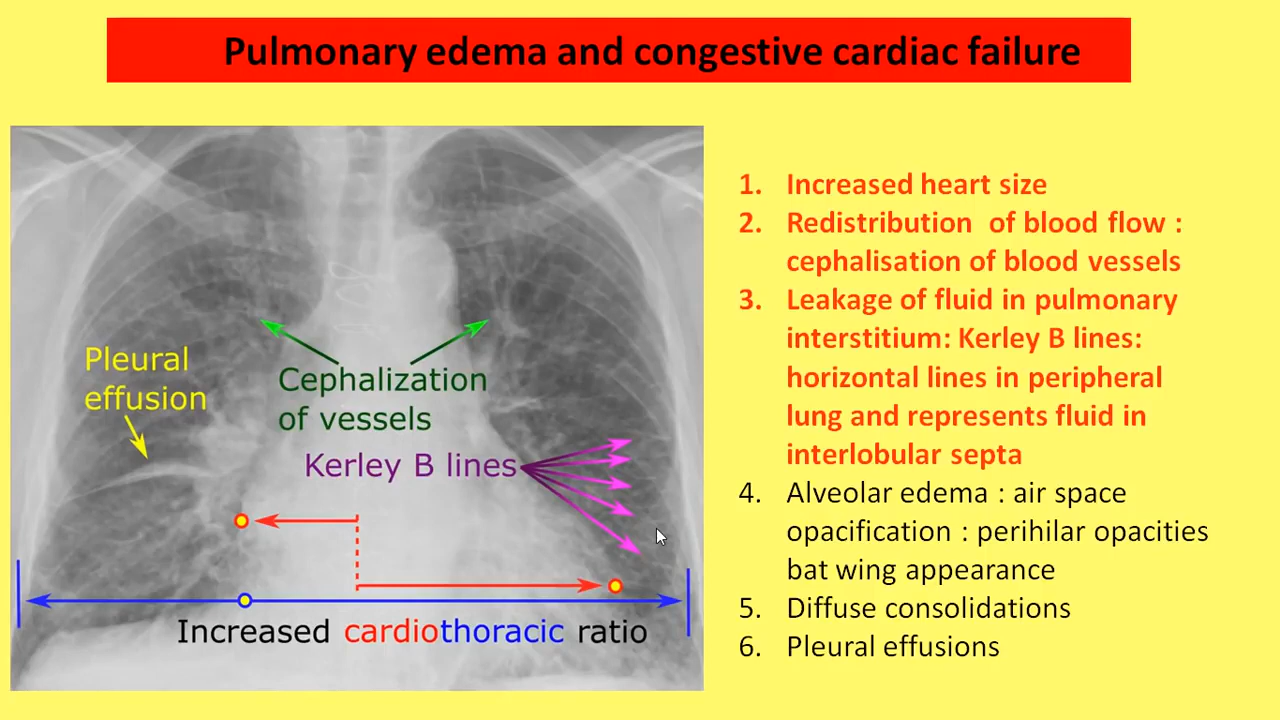 Pulmonary edema and congestive cardiac failure
Pleural
effusion
Cephalization
of vessels
Kerley B lines
Increased cardiothoracic ratio
1. Increased heart size
2. Redistribution of blood flow :
cephalisation of blood vessels
3. Leakage of fluid in pulmonary
interstitium: Kerley B lines:
horizontal lines in peripheral
lung and represents fluid in
interlobular septa
4. Alveolar edema : air space
opacification : perihilar opacities
bat wing appearance
5. Diffuse consolidations
6. Pleural effusions